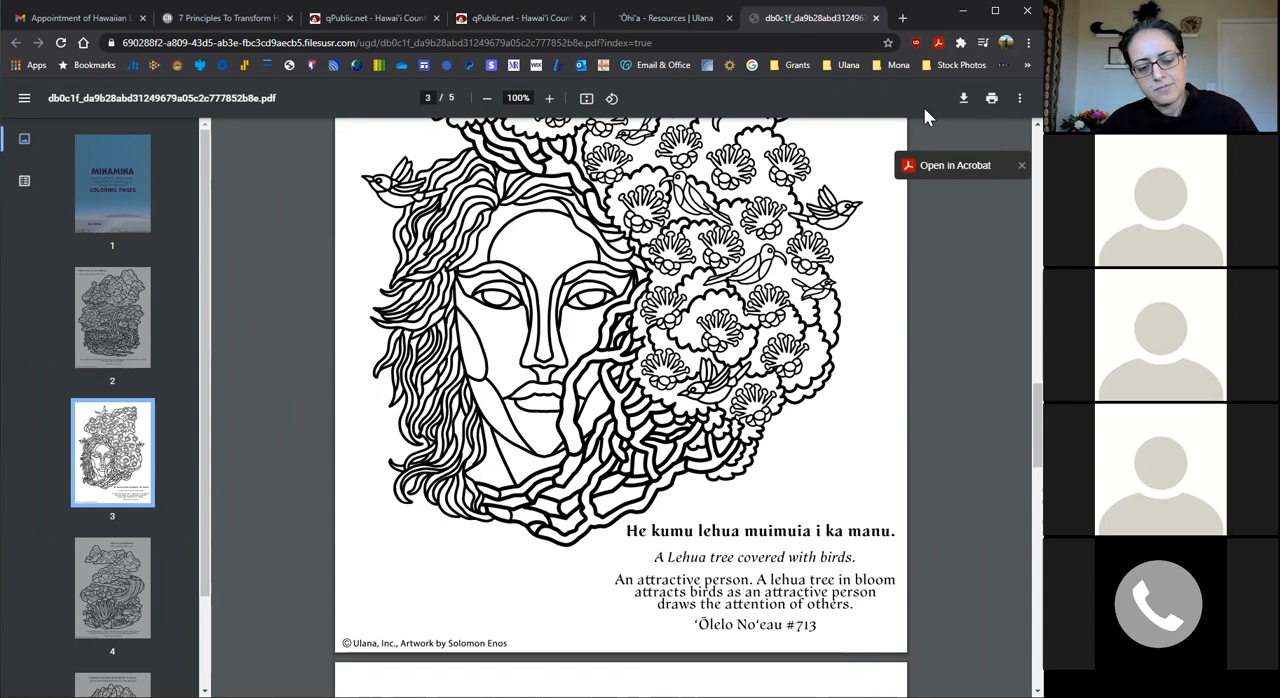 Appointment of Hawaiian L
7 Principles To Transform H
qPublic.net - Hawai'i Count
qPublic.net - Hawai'i Count
'Ōhi'a - Resources | Ulana
db0c1f_da9b28abd3124967
690288f2-a809-43d5-ab3e-fbc3cd9aecb5.filesusr.com/ugd/db0c1f_da9b28abd31249679a05c2c777852b8e.pdf?index=true
Apps
Bookmarks
Email & Office
Grants
Ulana
Mona
Stock Photos
db0c1f_da9b28abd31249679a05c2c777852b8e.pdf
3 / 5
100%
Open in Acrobat
MINAMINA
COLORING PAGES
1
2
3
4
He kumu lehua muimuia i ka manu.
A Lehua tree covered with birds.
An attractive person. A lehua tree in bloom
attracts birds as an attractive person
draws the attention of others.
ʻŌlelo Noʻeau #713
© Ulana, Inc., Artwork by Solomon Enos